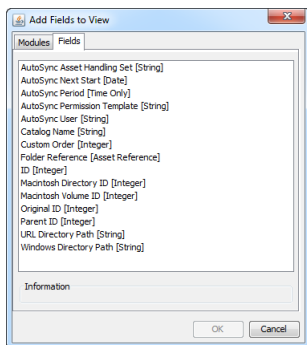 Add Fields to View
Modules Fields
AutoSync Asset Handling Set [String]
AutoSync Next Start [Date]
AutoSync Period [Time Only]
AutoSync Permission Template [String]
AutoSync User [String]
Catalog Name [String]
Custom Order [Integer]
Folder Reference [Asset Reference]
ID [Integer]
Macintosh Directory ID [Integer]
Macintosh Volume ID [Integer]
Original ID [Integer]
Parent ID [Integer]
URL Directory Path [String]
Windows Directory Path [String]
Information
OK Cancel